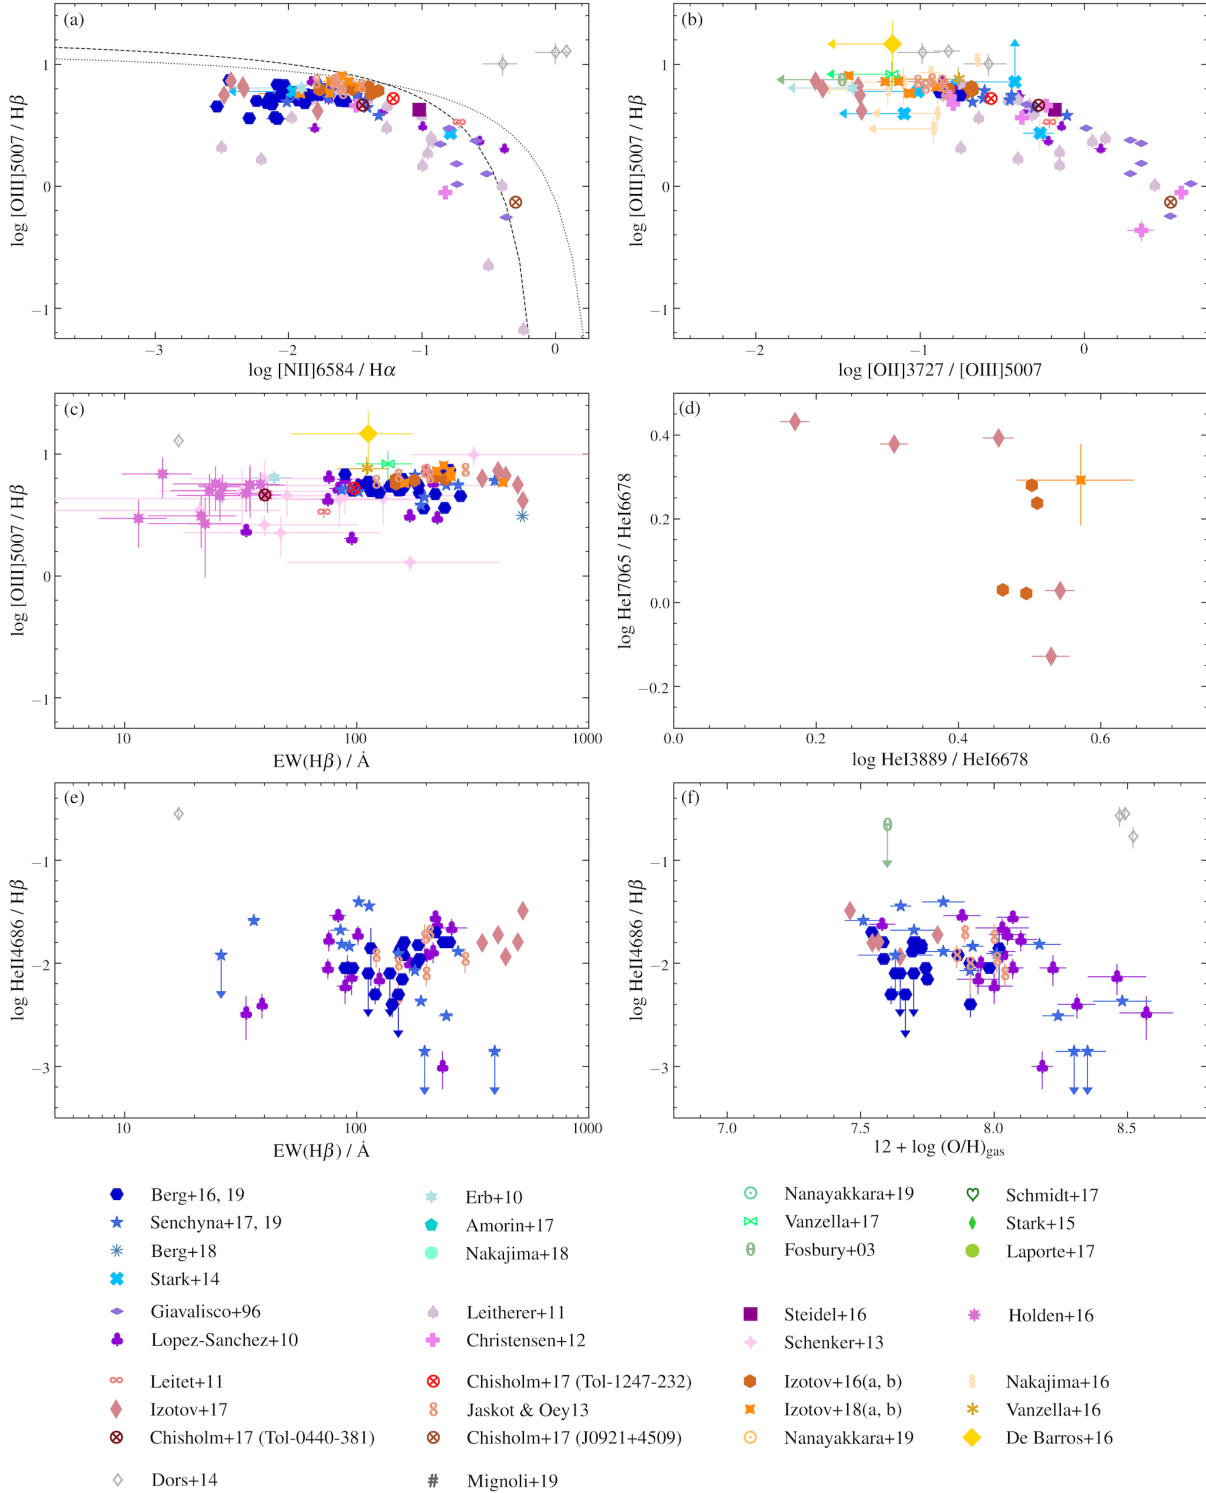 (a)
log [OIII]5007 / Hβ
1
0
−1
−3
−2
−1
0
log [NII]6584 / Hα
(b)
log [OIII]5007 / Hβ
1
0
−1
−2
−1
0
log [OII]3727 / [OIII]5007
(c)
log [OIII]5007 / Hβ
1
0
−1
10
100
1000
EW(Hβ) / Å
(d)
log HeI7065 / HeI6678
0.4
0.2
0.0
−0.2
0.0
0.2
0.4
0.6
log HeI3889 / HeI6678
(e)
log HeII4686 / Hβ
−1
−2
−3
10
100
1000
EW(Hβ) / Å
(f)
log HeII4686 / Hβ
−1
−2
−3
7.0
7.5
8.0
8.5
12 + log (O/H)gas
Berg+16, 19
Senchyna+17, 19
Berg+18
Stark+14
Erb+10
Amorin+17
Nakajima+18
Nanayakkara+19
Vanzella+17
Fosbury+03
Schmidt+17
Stark+15
Laporte+17
Giavalisco+96
Lopez-Sanchez+10
Leitherer+11
Christensen+12
Steidel+16
Schenker+13
Holden+16
Leitet+11
Izotov+17
Chisholm+17 (Tol-0440-381)
Chisholm+17 (Tol-1247-232)
Jaskot & Oey13
Chisholm+17 (J0921+4509)
Izotov+16(a, b)
Izotov+18(a, b)
Nanayakkara+19
Nakajima+16
Vanzella+16
De Barros+16
Dors+14
Mignoli+19